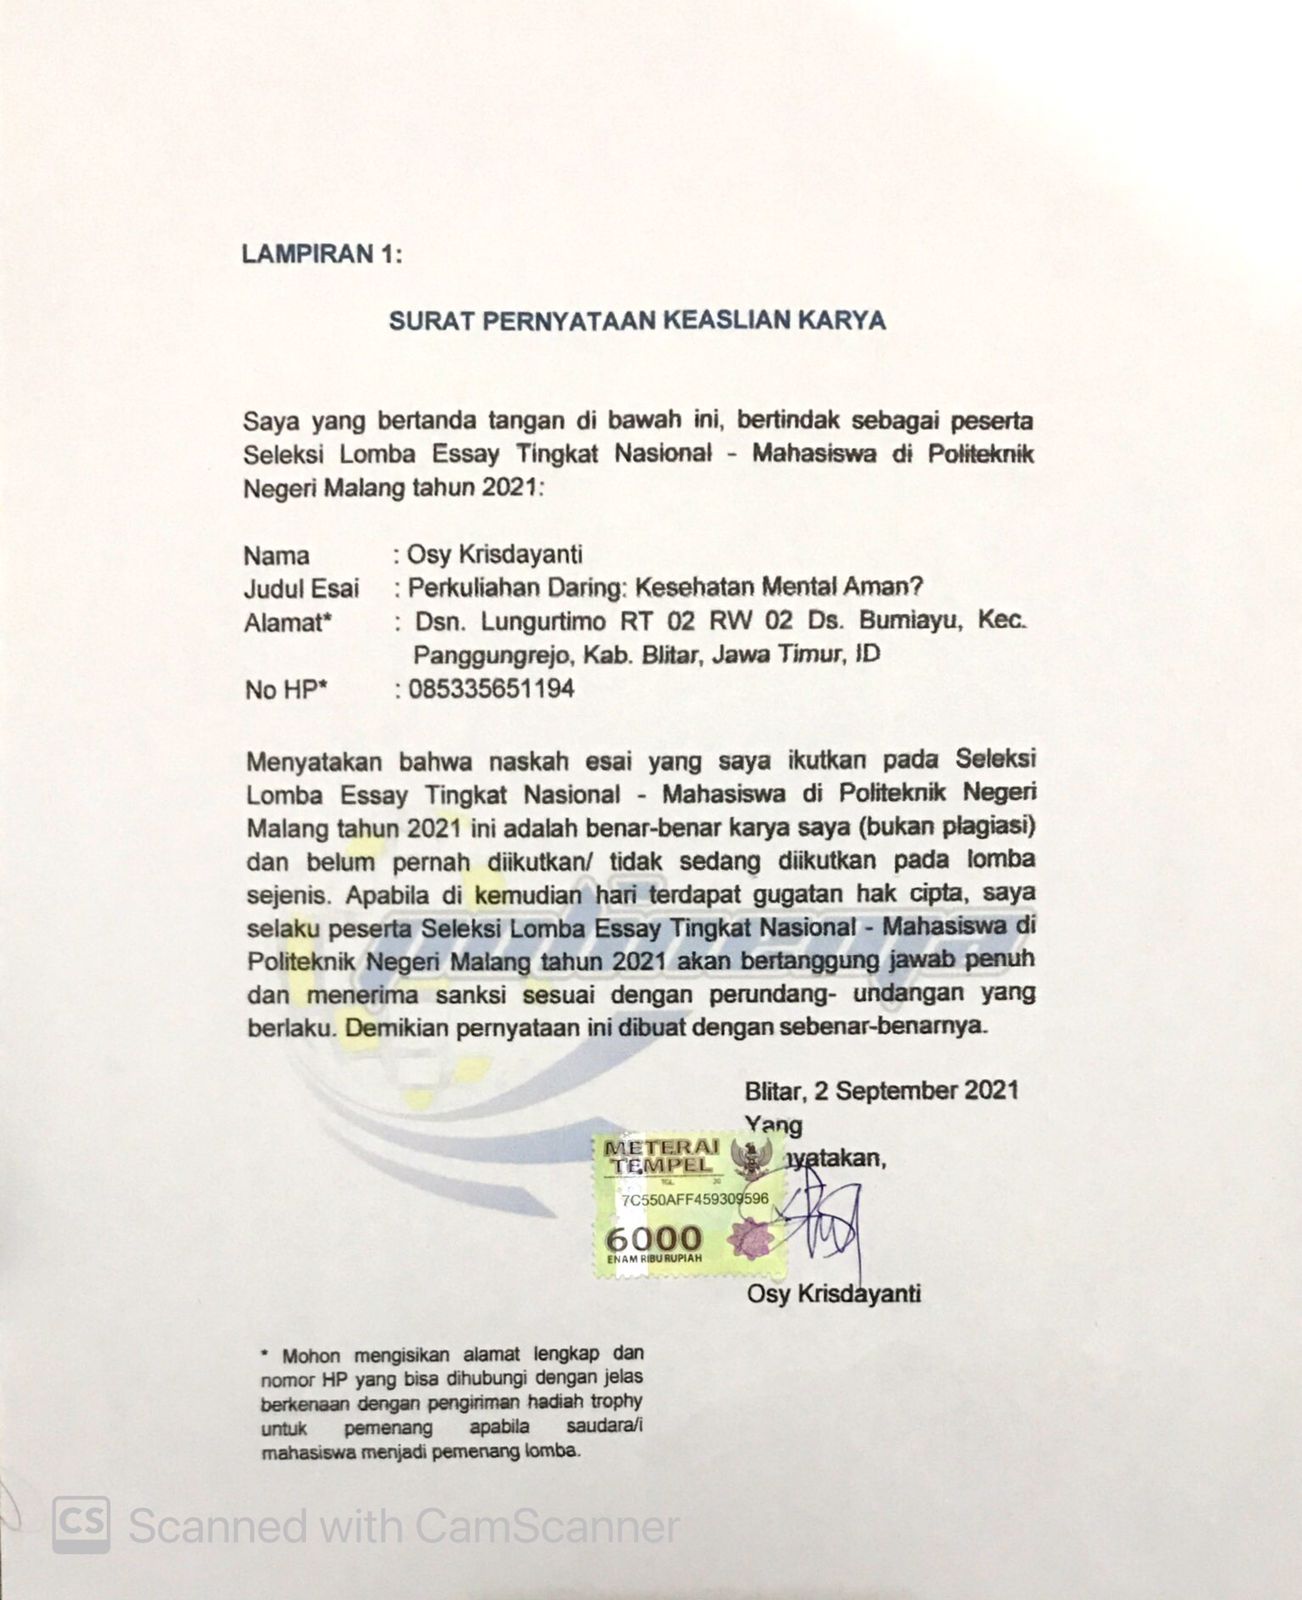 LAMPIRAN 1:
SURAT PERNYATAAN KEASLIAN KARYA
Saya yang bertanda tangan di bawah ini, bertindak sebagai peserta
Seleksi Lomba Essay Tingkat Nasional - Mahasiswa di Politeknik
Negeri Malang tahun 2021:
Nama : Osy Krisdayanti
Judul Esai : Perkuliahan Daring: Kesehatan Mental Aman?
Alamat* : Dsn. Lungurtimo RT 02 RW 02 Ds. Bumiayu, Kec.
Panggungrejo, Kab. Blitar, Jawa Timur, ID
No HP* : 085335651194
Menyatakan bahwa naskah esai yang saya ikutkan pada Seleksi
Lomba Essay Tingkat Nasional - Mahasiswa di Politeknik Negeri
Malang tahun 2021 ini adalah benar-benar karya saya (bukan plagiasi)
dan belum pernah diikutkan/ tidak sedang diikutkan pada lomba
sejenis. Apabila di kemudian hari terdapat gugatan hak cipta, saya
selaku peserta Seleksi Lomba Essay Tingkat Nasional - Mahasiswa di
Politeknik Negeri Malang tahun 2021 akan bertanggung jawab penuh
dan menerima sanksi sesuai dengan perundang- undangan yang
berlaku. Demikian pernyataan ini dibuat dengan sebenar-benarnya.
Blitar, 2 September 2021
Yang
nyatakan,
METERAI
TEMPEL
TGL. 20
7C550AFF459309596
6000
ENAM RIBU RUPIAH
Osy Krisdayanti
* Mohon mengisikan alamat lengkap dan
nomor HP yang bisa dihubungi dengan jelas
berkenaan dengan pengiriman hadiah trophy
untuk pemenang apabila saudara/i
mahasiswa menjadi pemenang lomba.
CS Scanned with CamScanner